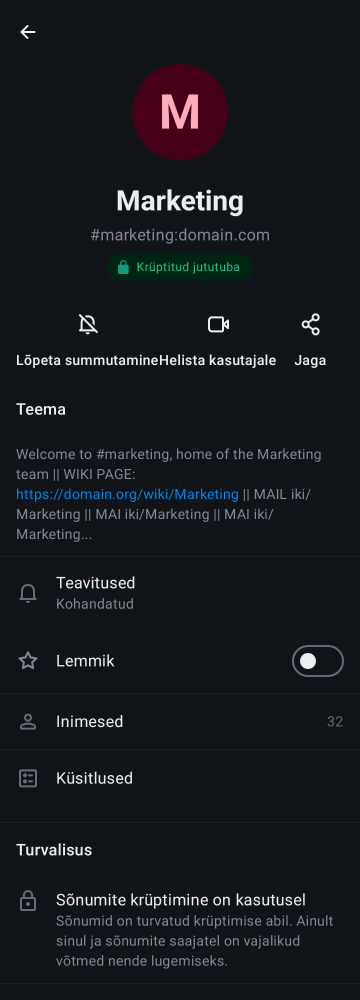 M
Marketing
#marketing:domain.com
Krüptitud jututuba
Lõpeta summutamine Helista kasutajale Jaga
Teema
Welcome to #marketing, home of the Marketing
team || WIKI PAGE:
https://domain.org/wiki/Marketing || MAIL iki/
Marketing || MAI iki/Marketing || MAI iki/
Marketing...
Teavitused
Kohandatud
Lemmik
Inimesed 32
Küsitlused
Turvalisus
Sõnumite krüptimine on kasutusel
Sõnumid on turvatud krüptimise abil. Ainult
sinul ja sõnumite saajatel on vajalikud
võtmed nende lugemiseks.